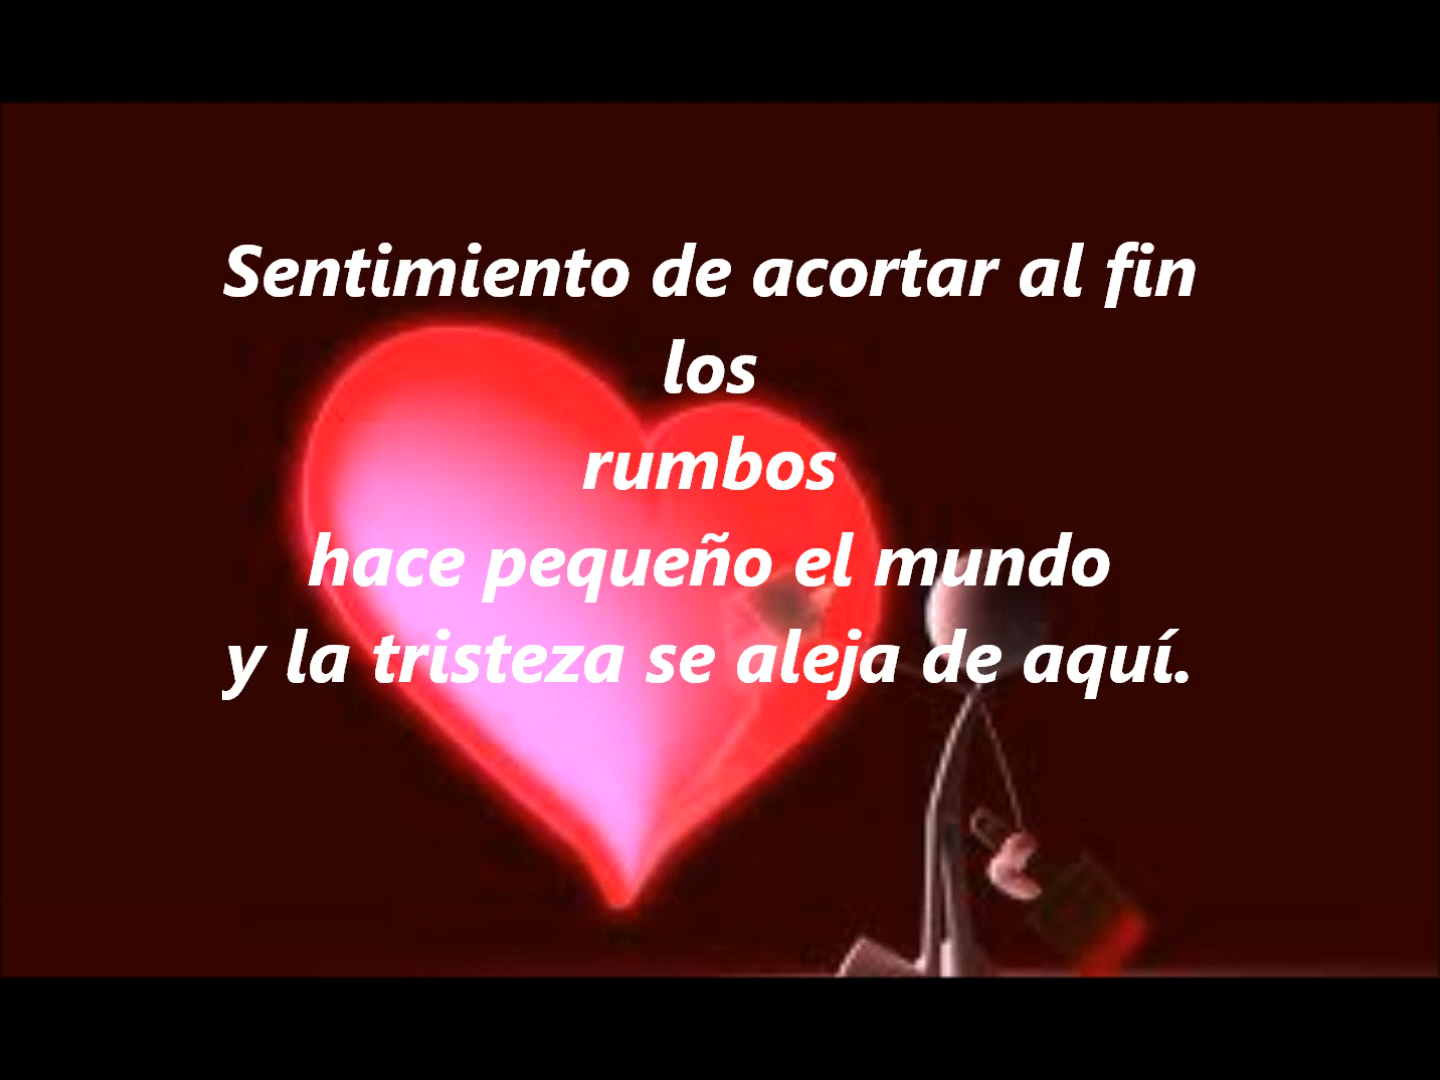 Sentimiento de acortar al fin
los
rumbos
hace pequeño el mundo
y la tristeza se aleja de aquí.